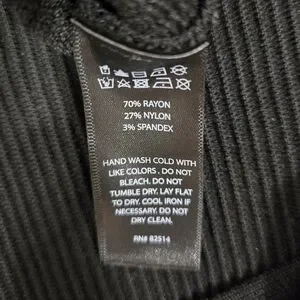 70% RAYON
27% NYLON
3% SPANDEX
HAND WASH COLD WITH
LIKE COLORS . DO NOT
BLEACH. DO NOT
TUMBLE DRY. LAY FLAT
TO DRY. COOL IRON IF
NECESSARY. DO NOT
DRY CLEAN.
RN# 82514